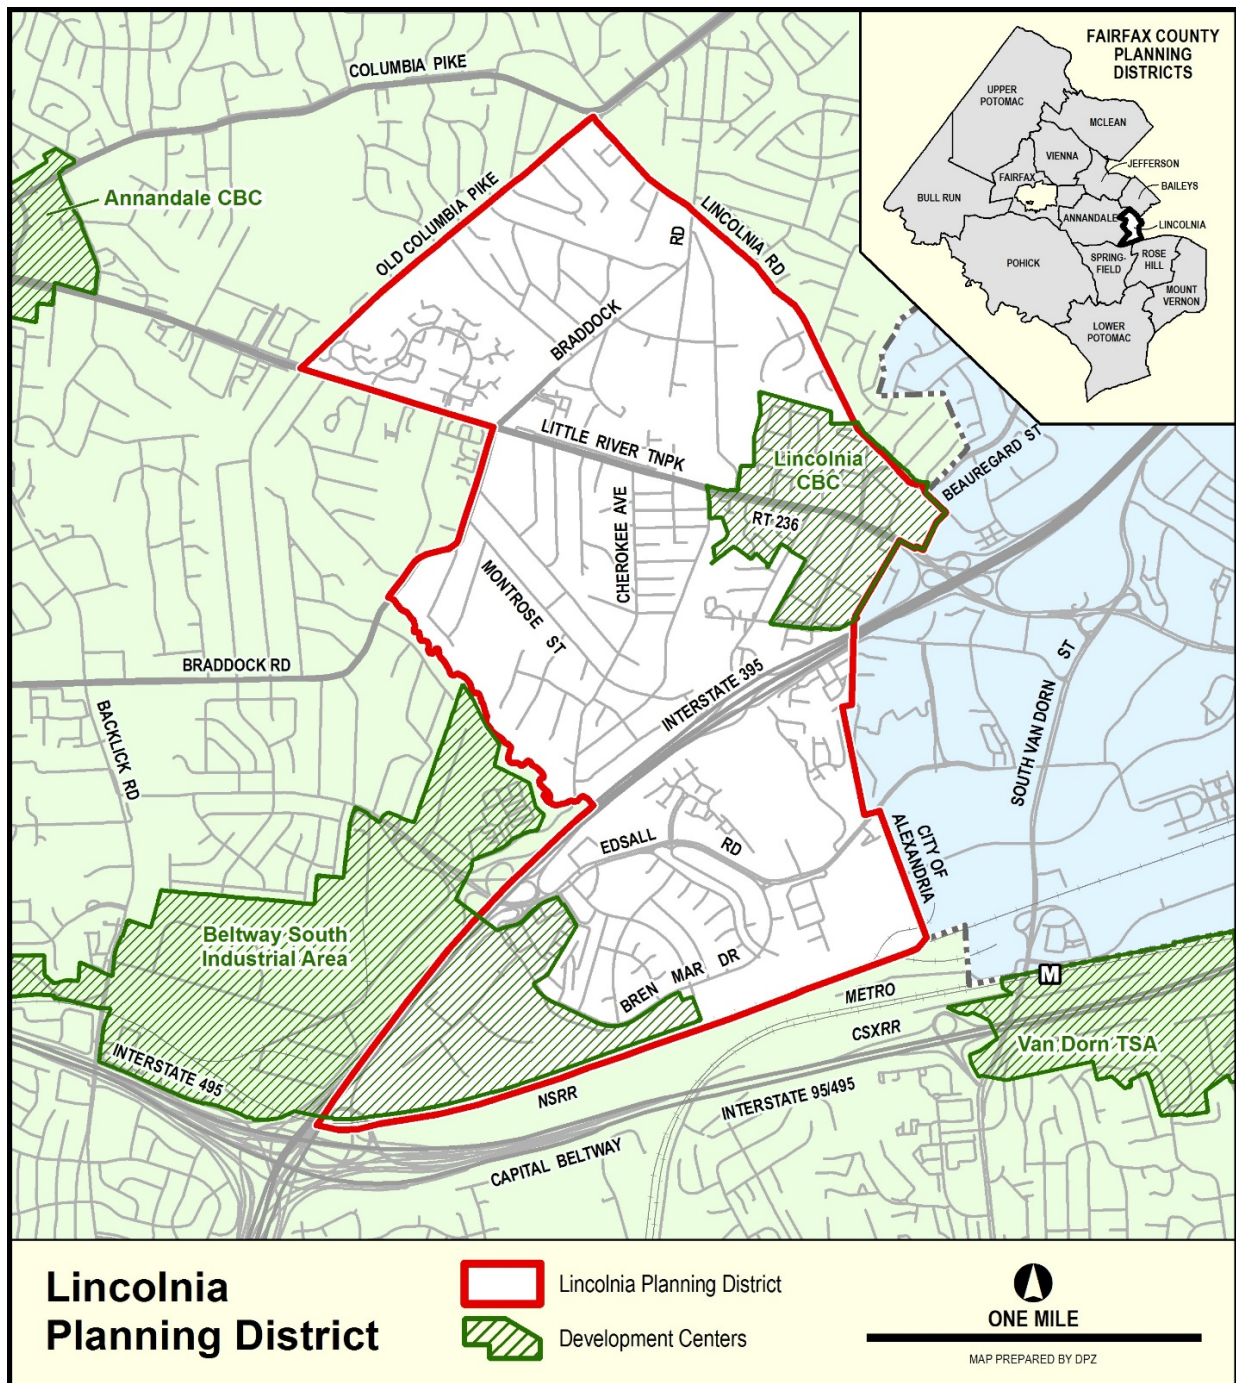 COLUMBIA PIKE
FAIRFAX COUNTY
PLANNING
DISTRICTS
UPPER
POTOMAC
MCLEAN
VIENNA
JEFFERSON
FAIRFAX
BAILEYS
BULL RUN
ANNANDALE
LINCOLNIA
POHICK
SPRING-
FIELD
ROSE
HILL
MOUNT
VERNON
LOWER
POTOMAC
Annandale CBC
OLD COLUMBIA PIKE
LINCOLNIA RD
BRADDOCK RD
LITTLE RIVER TNPK
Lincolnia
CBC
BEAUREGARD ST
RT 236
CHEROKEE AVE
MONTROSE ST
BRADDOCK RD
INTERSTATE 395
SOUTH VAN DORN ST
BACKLICK RD
EDSALL RD
CITY OF
ALEXANDRIA
Beltway South
Industrial Area
BREN MAR DR
METRO
M
CSXRR
Van Dorn TSA
INTERSTATE 495
NSRR
INTERSTATE 95/495
CAPITAL BELTWAY
Lincolnia
Planning District
Lincolnia Planning District
Development Centers
ONE MILE
MAP PREPARED BY DPZ